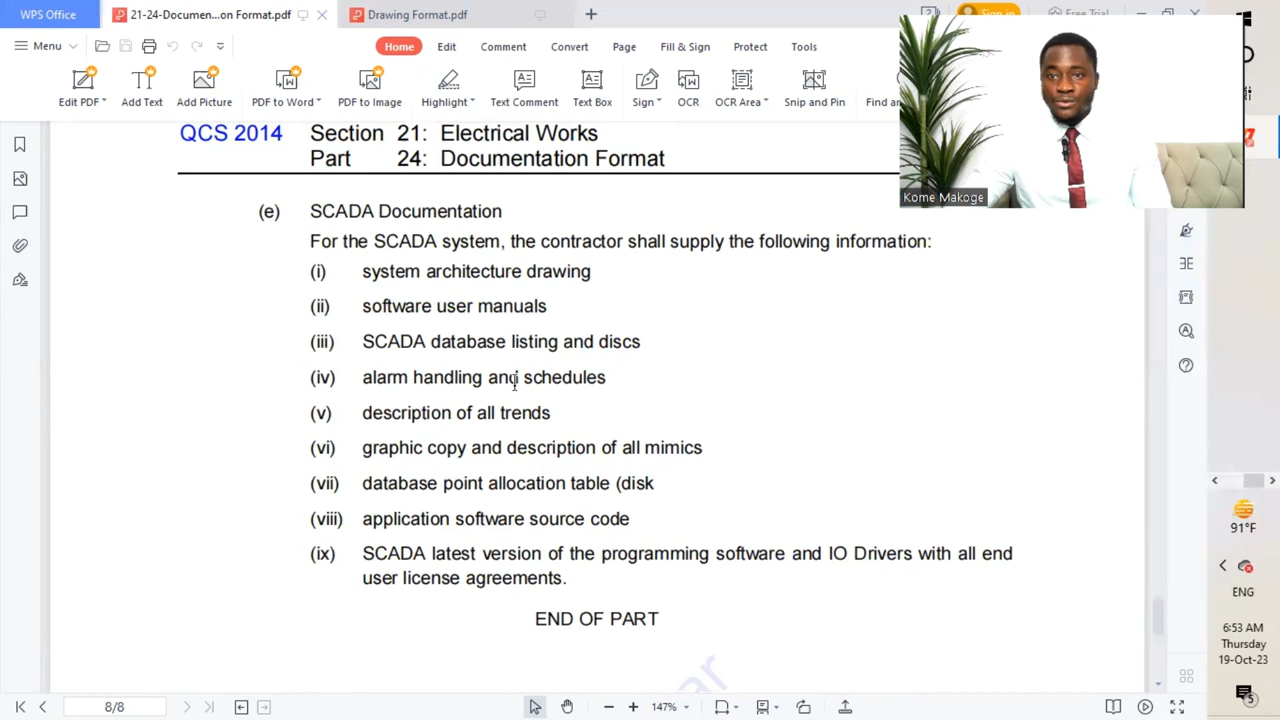 WPS Office
21-24-Documen...on Format.pdf
Drawing Format.pdf
Sign in
Free Trial
Menu
Home
Edit
Comment
Convert
Page
Fill & Sign
Protect
Tools
Edit PDF
Add Text
Add Picture
PDF to Word
PDF to Image
Highlight
Text Comment
Text Box
Sign
OCR
OCR Area
Snip and Pin
Find an
Kome Makoge
QCS 2014 Section 21: Electrical Works
Part 24: Documentation Format
(e) SCADA Documentation
For the SCADA system, the contractor shall supply the following information:
(i) system architecture drawing
(ii) software user manuals
(iii) SCADA database listing and discs
(iv) alarm handling and schedules
(v) description of all trends
(vi) graphic copy and description of all mimics
(vii) database point allocation table (disk
(viii) application software source code
(ix) SCADA latest version of the programming software and IO Drivers with all end
user license agreements.
END OF PART
8/8
147%
91°F
ENG
6:53 AM
Thursday
19-Oct-23
5